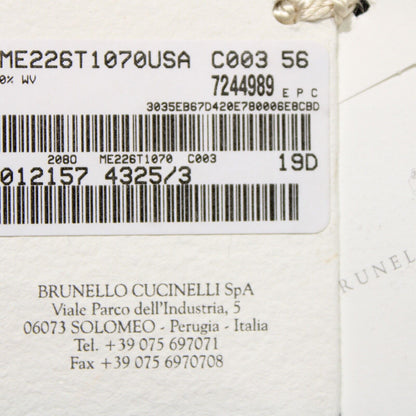 ME226T1070USA C003 56
0% WV
7244989 EPC
3035EB67D420E780006E8CBD
2080 ME226T1070 C003
19D
012157 4325/3
BRUNELLO CUCINELLI SpA
Viale Parco dell'Industria, 5
06073 SOLOMEO - Perugia - Italia
Tel. +39 075 697071
Fax +39 075 6970708
RUNEL